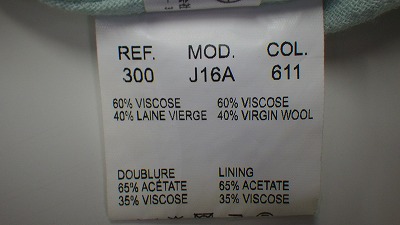 REF. MOD. COL.
300 J16A 611
60% VISCOSE 60% VISCOSE
40% LAINE VIERGE 40% VIRGIN WOOL
DOUBLURE LINING
65% ACÉTATE 65% ACETATE
35% VISCOSE 35% VISCOSE